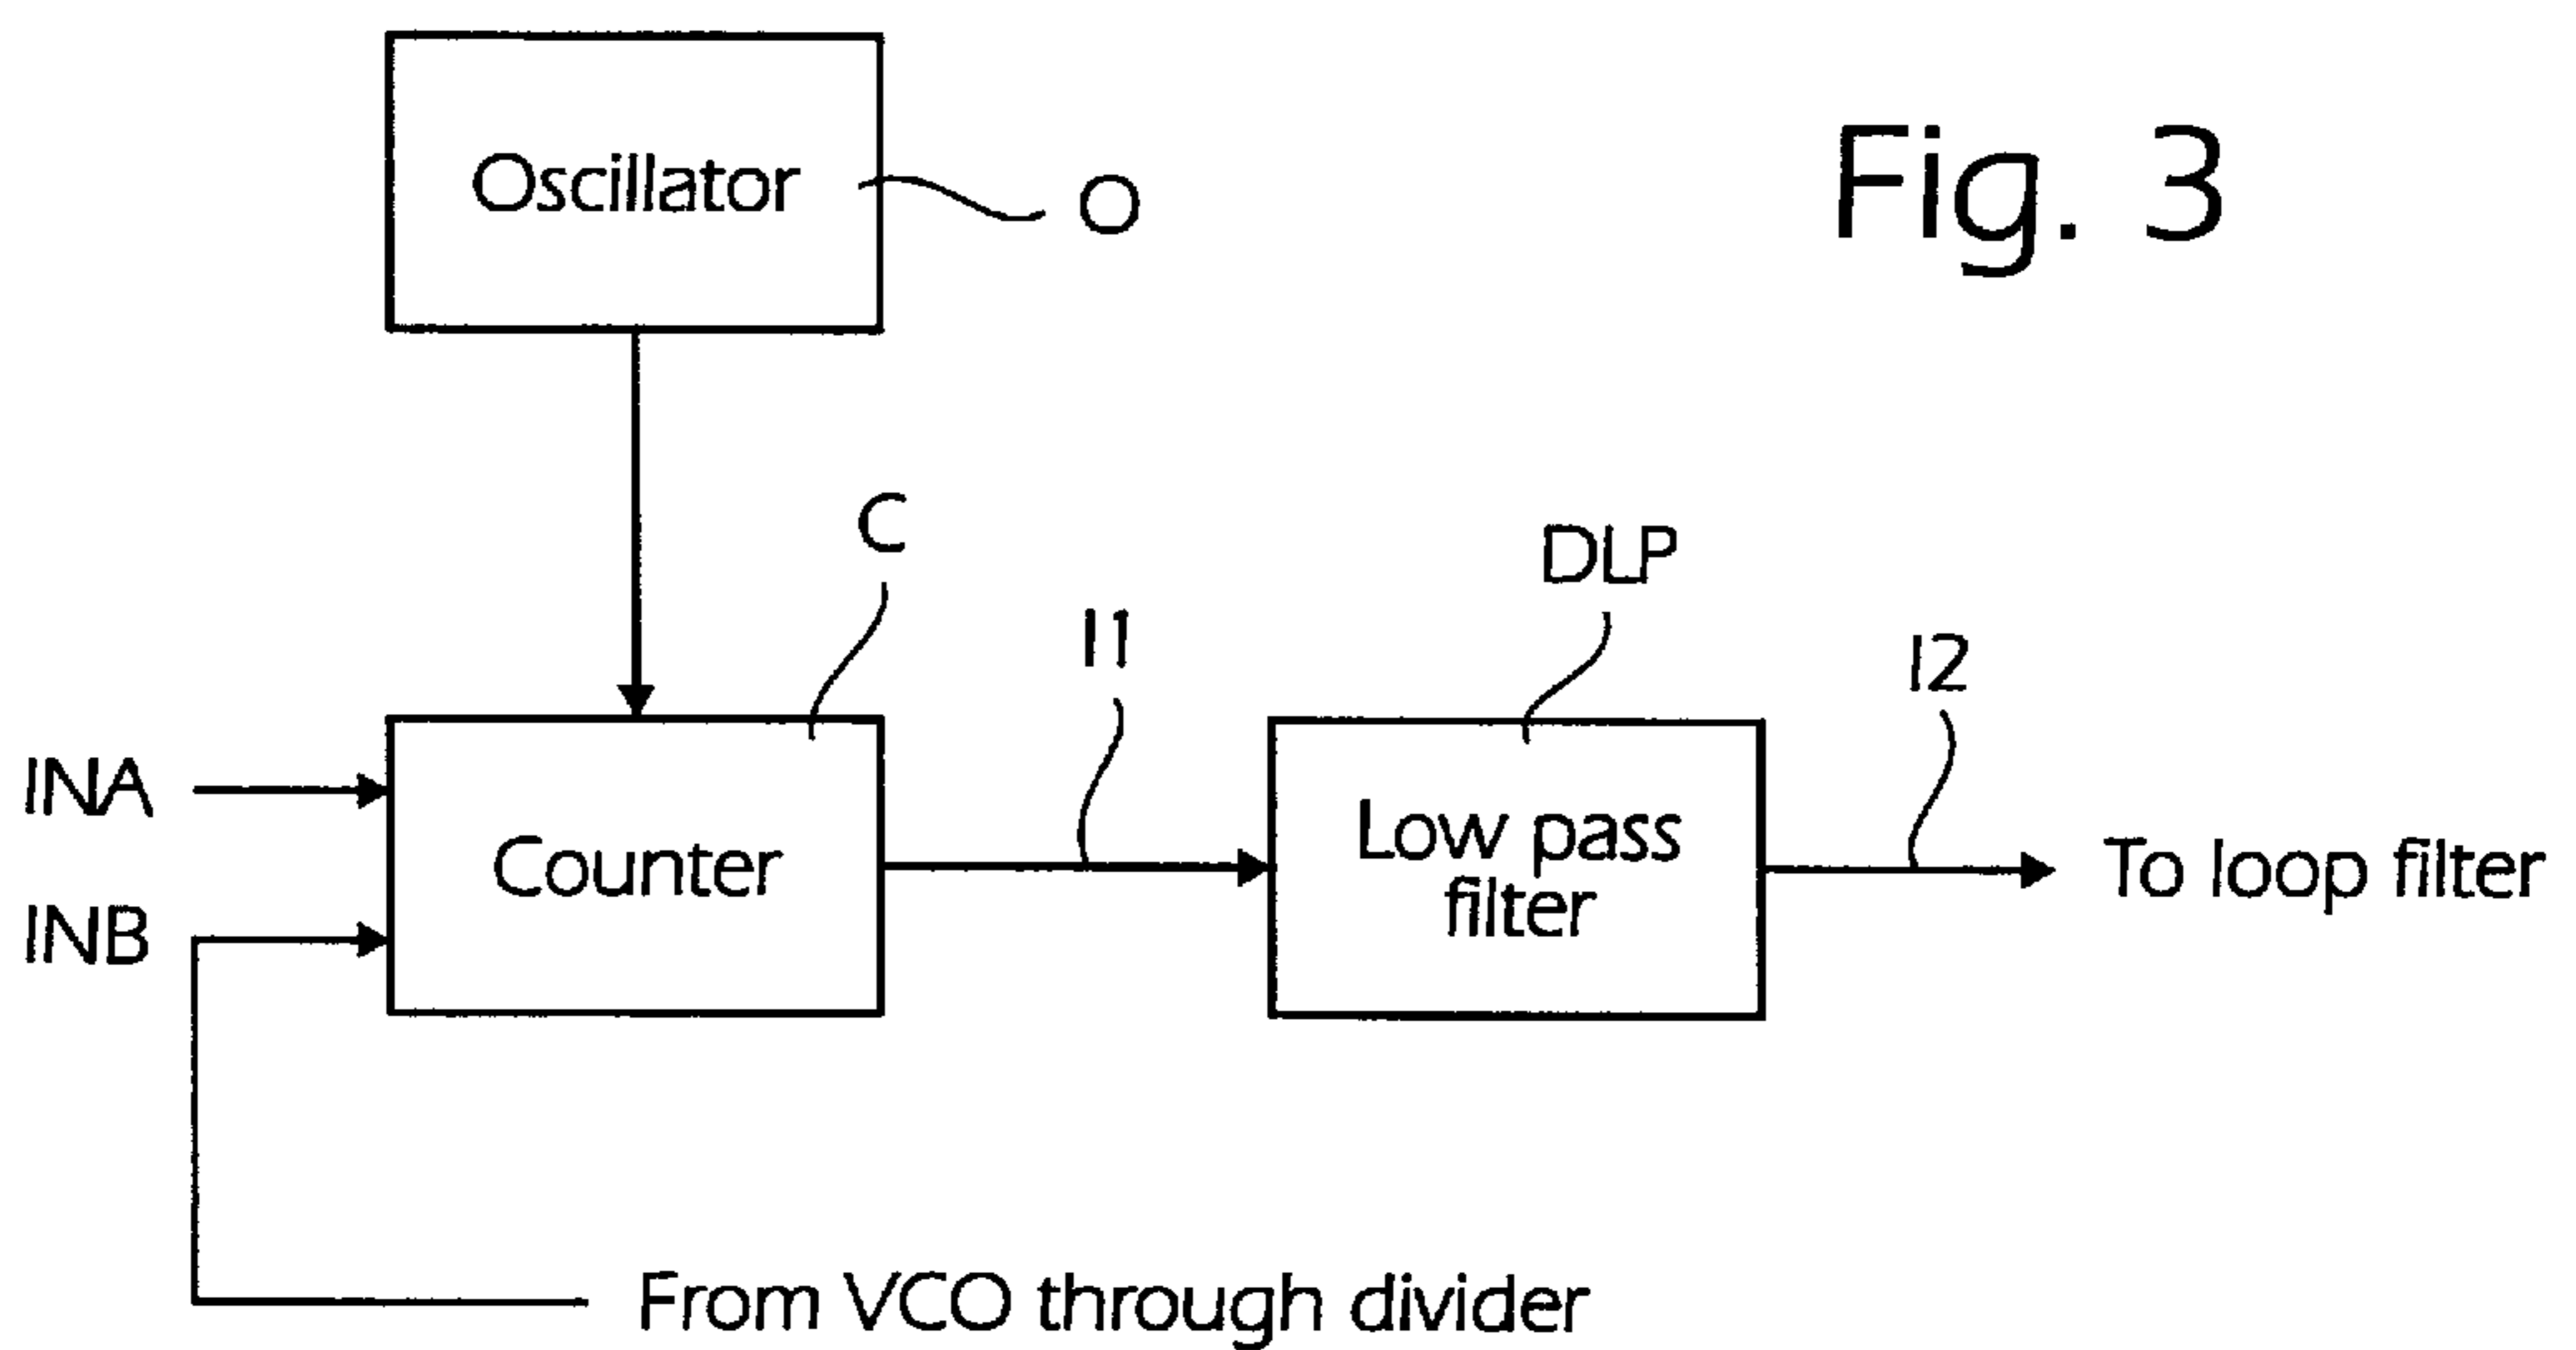 Fig. 3
Oscillator
O
C
DLP
I1
I2
INA
INB
Counter
Low pass
filter
To loop filter
From VCO through divider